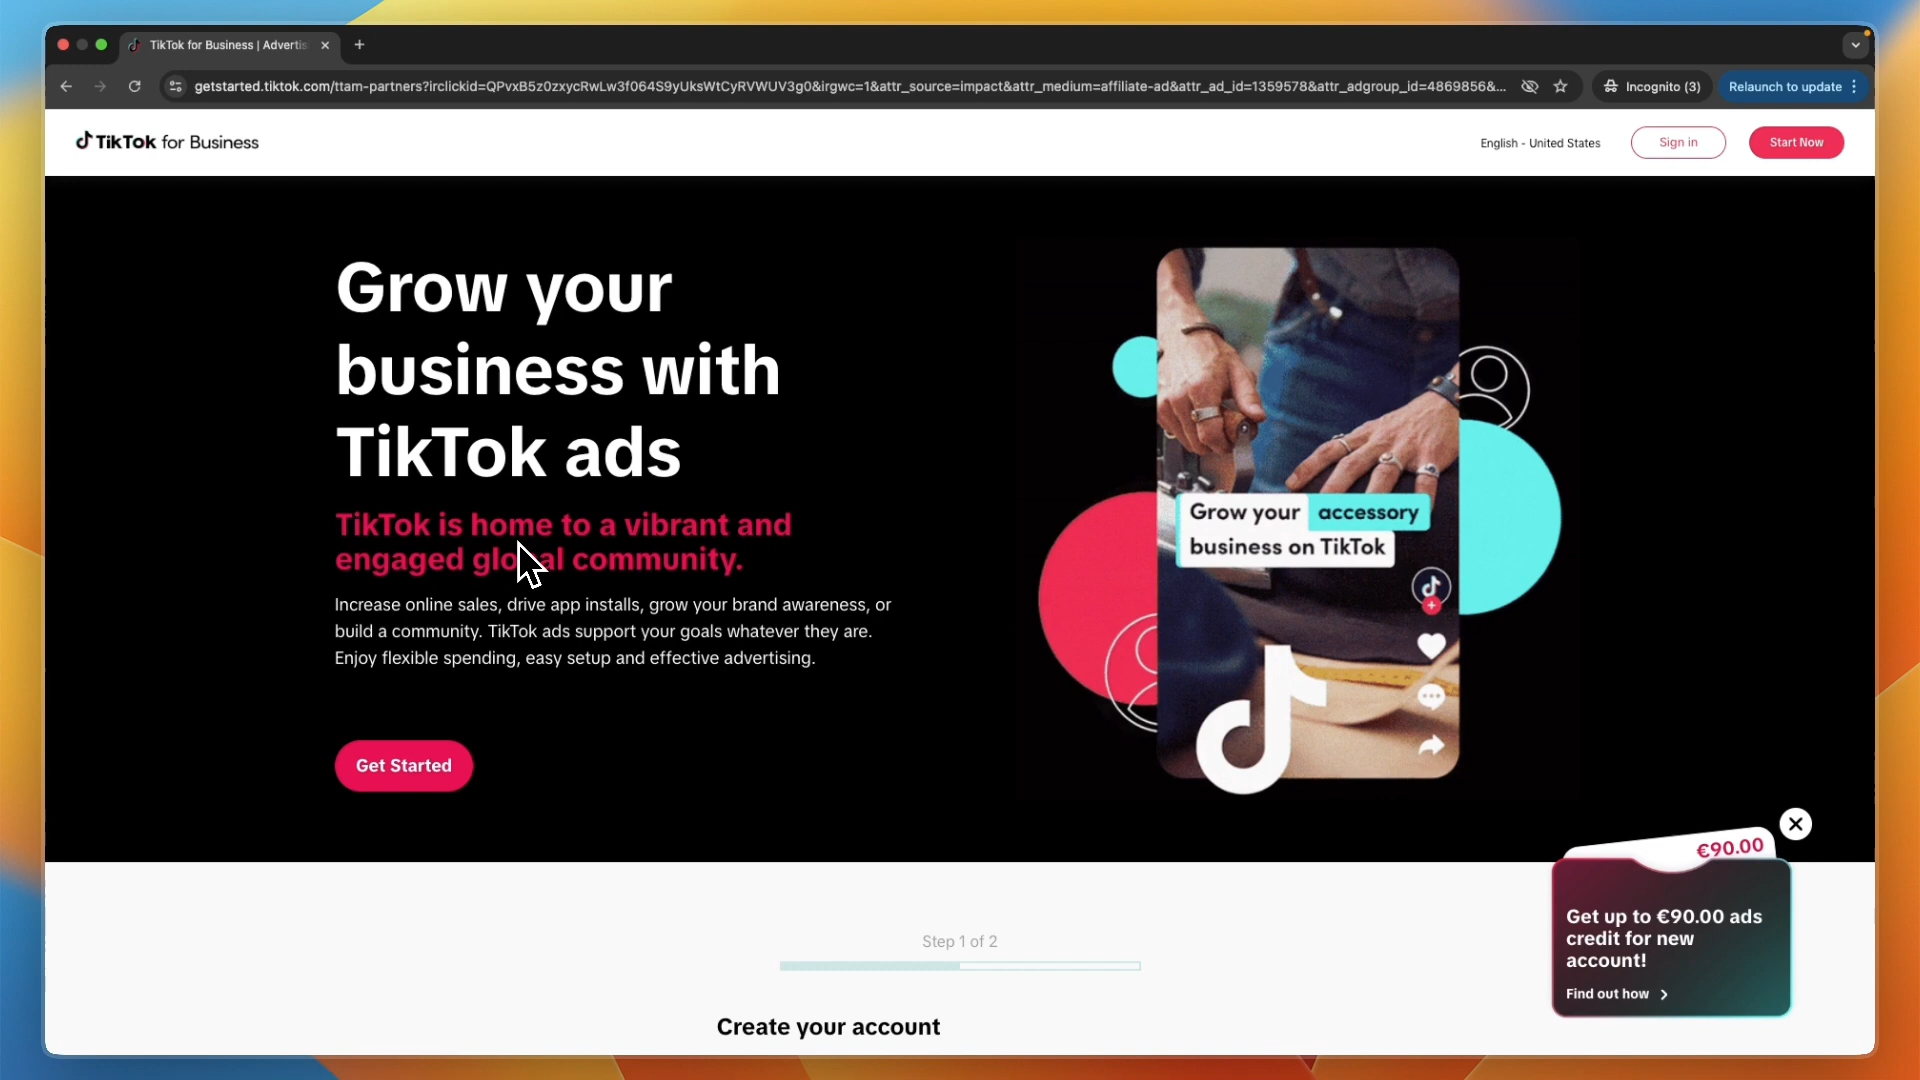 TikTok for Business | Advertis
getstarted.tiktok.com/ttam-partners?irclickid=QPvxB5z0zxycRwLw3f064S9yUksWtCyRVWUV3g0&irgwc=1&attr_source=impact&attr_medium=affiliate-ad&attr_ad_id=1359578&attr_adgroup_id=4869856&...
Incognito (3)
Relaunch to update
TikTok for Business
English - United States
Sign in
Start Now
Grow your
business with
TikTok ads
TikTok is home to a vibrant and
engaged global community.
Increase online sales, drive app installs, grow your brand awareness, or
build a community. TikTok ads support your goals whatever they are.
Enjoy flexible spending, easy setup and effective advertising.
Get Started
Grow your accessory
business on TikTok
€90.00
Get up to €90.00 ads
credit for new
account!
Find out how
Step 1 of 2
Create your account